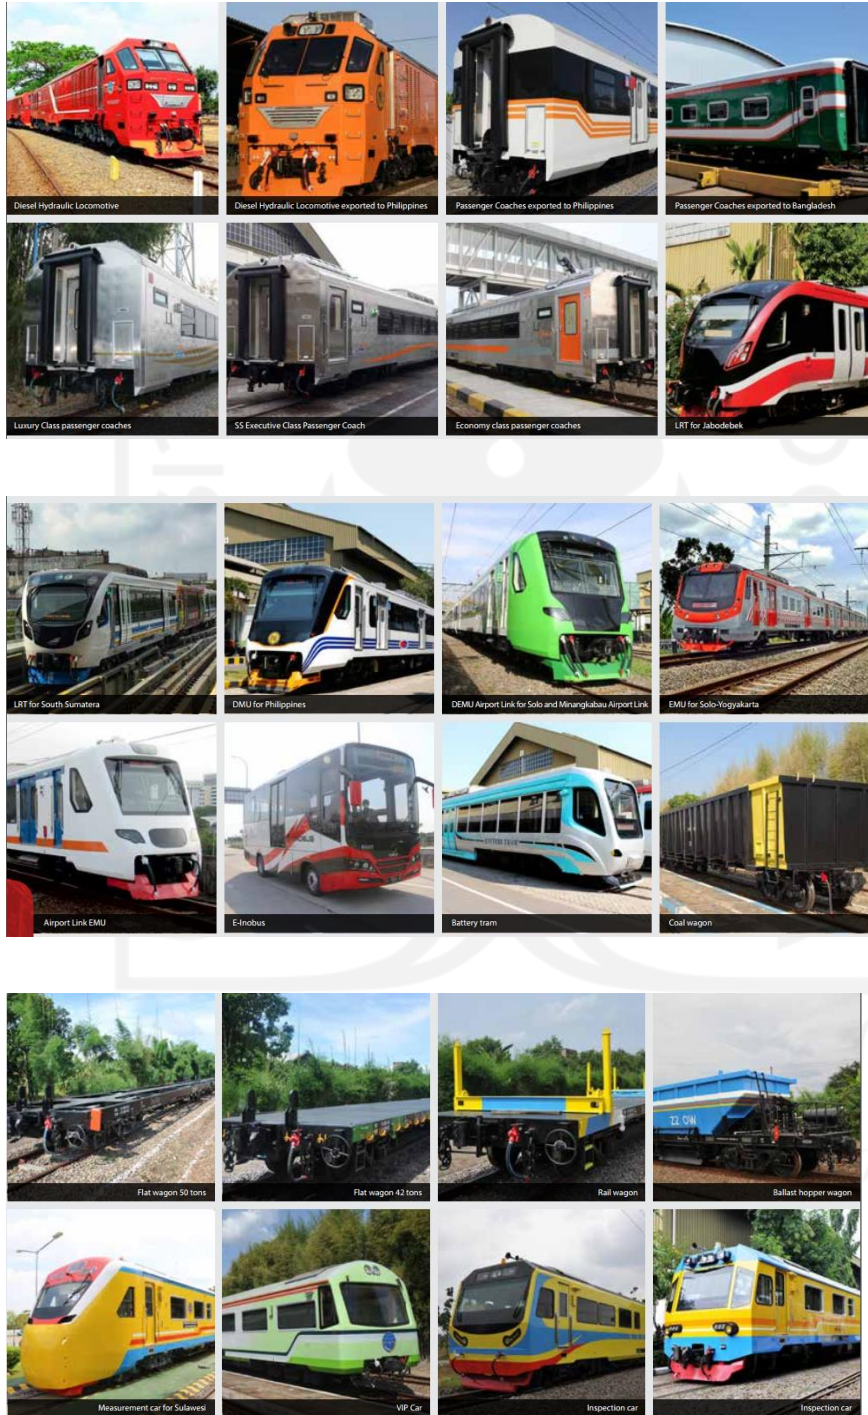 Diesel Hydraulic Locomotive
Diesel Hydraulic Locomotive exported to Philippines
Passenger Coaches exported to Philippines
Passenger Coaches exported to Bangladesh
Luxury Class passenger coaches
SS Executive Class Passenger Coach
Economy class passenger coaches
LRT for Jabodebek
LRT for South Sumatera
DMU for Philippines
DEMU Airport Link for Solo and Minangkabau Airport Link
EMU for Solo-Yogyakarta
Airport Link EMU
E-Inobus
BATTERY TRAM
Battery tram
Coal wagon
Flat wagon 50 tons
Flat wagon 42 tons
Rail wagon
ZZ OW
Ballast hopper wagon
Measurement car for Sulawesi
VIP Car
Inspection car
Inspection car